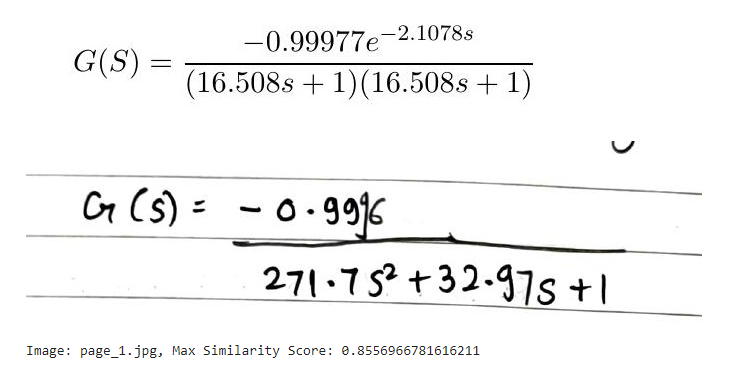 G(S) = −0.99977e^{−2.1078s} / (16.508s + 1)(16.508s + 1)
G(s) = −0.996 / 271.7s² + 32.97s + 1
Image: page_1.jpg, Max Similarity Score: 0.8556966781616211